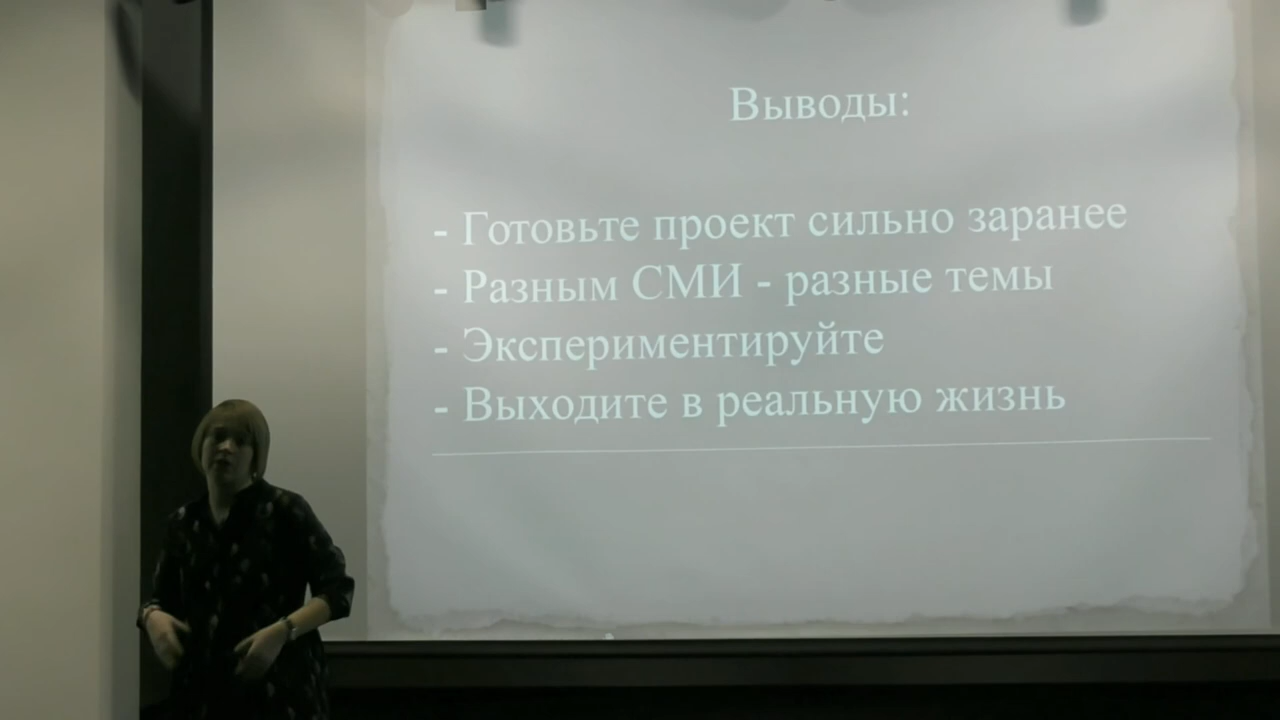 Выводы:
- Готовьте проект сильно заранее
- Разным СМИ - разные темы
- Экспериментируйте
- Выходите в реальную жизнь